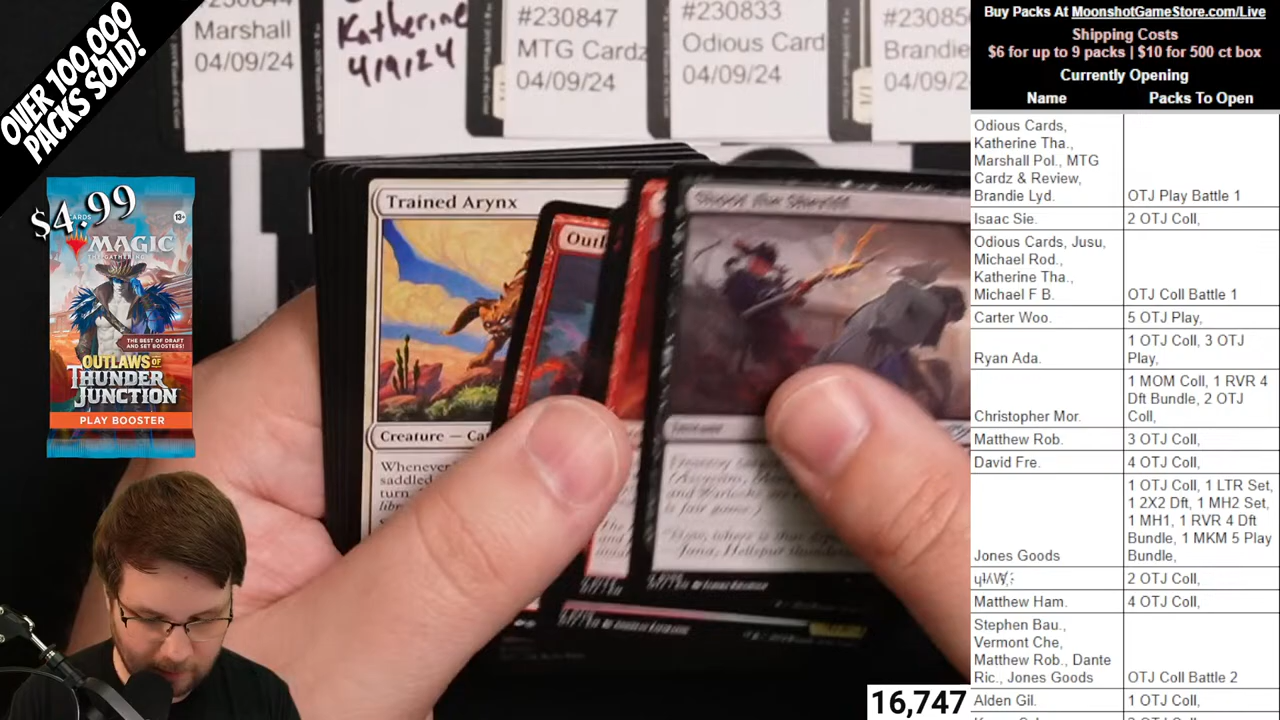 OVER 100,000
PACKS SOLD!
$4.99
13+
MAGIC
THE GATHERING
THE BEST OF DRAFT
AND SET BOOSTERS!
OUTLAWS OF
THUNDER
JUNCTION
PLAY BOOSTER
Marshall
04/09/24
Katherine
4/9/24
#230847
MTG Cardz
04/09/24
#230833
Odious Card
04/09/24
Brandie
04/09/24
Trained Arynx
Creature — Ca
Whenever
saddled
turn.
Outl
is fair game.)
16,747
Buy Packs At MoonshotGameStore.com/Live
Shipping Costs
$6 for up to 9 packs | $10 for 500 ct box
Currently Opening
Name Packs To Open
Odious Cards,
Katherine Tha.,
Marshall Pol., MTG
Cardz & Review,
Brandie Lyd. OTJ Play Battle 1
Isaac Sie. 2 OTJ Coll,
Odious Cards, Jusu,
Michael Rod.,
Katherine Tha.,
Michael F B. OTJ Coll Battle 1
Carter Woo. 5 OTJ Play,
1 OTJ Coll, 3 OTJ
Ryan Ada. Play,
1 MOM Coll, 1 RVR 4
Dft Bundle, 2 OTJ
Christopher Mor. Coll,
Matthew Rob. 3 OTJ Coll,
David Fre. 4 OTJ Coll,
1 OTJ Coll, 1 LTR Set,
1 2X2 Dft, 1 MH2 Set,
1 MH1, 1 RVR 4 Dft
Bundle, 1 MKM 5 Play
Jones Goods Bundle,
2 OTJ Coll,
Matthew Ham. 4 OTJ Coll,
Stephen Bau.,
Vermont Che,
Matthew Rob., Dante
Ric., Jones Goods OTJ Coll Battle 2
Alden Gil. 1 OTJ Coll,